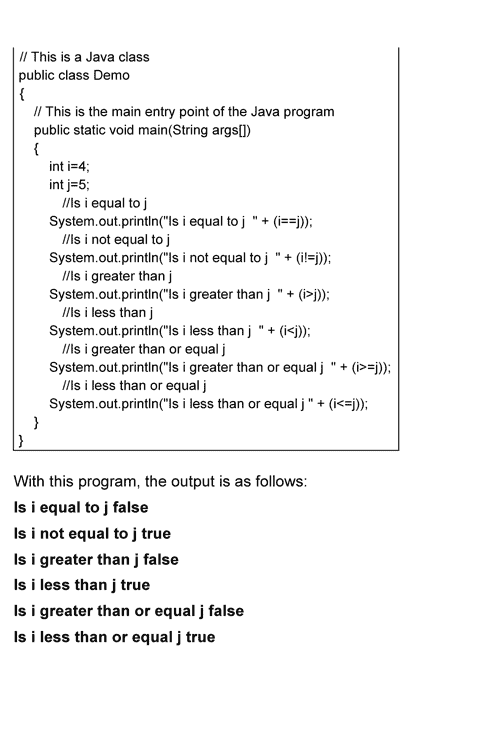 // This is a Java class
public class Demo
{
// This is the main entry point of the Java program
public static void main(String args[])
{
int i=4;
int j=5;
//Is i equal to j
System.out.println("Is i equal to j  " + (i==j));
//Is i not equal to j
System.out.println("Is i not equal to j  " + (i!=j));
//Is i greater than j
System.out.println("Is i greater than j  " + (i>j));
//Is i less than j
System.out.println("Is i less than j  " + (i<j));
//Is i greater than or equal j
System.out.println("Is i greater than or equal j  " + (i>=j));
//Is i less than or equal j
System.out.println("Is i less than or equal j " + (i<=j));
}
}
With this program, the output is as follows:
Is i equal to j false
Is i not equal to j true
Is i greater than j false
Is i less than j true
Is i greater than or equal j false
Is i less than or equal j true